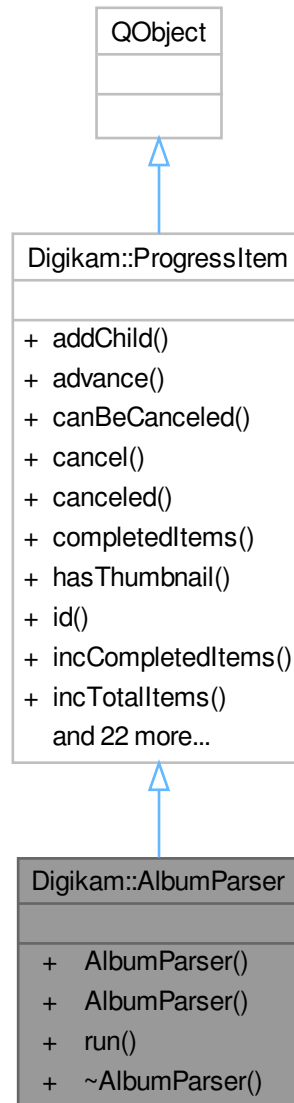 QObject
Digikam::ProgressItem
+ addChild()
+ advance()
+ canBeCanceled()
+ cancel()
+ canceled()
+ completedItems()
+ hasThumbnail()
+ id()
+ incCompletedItems()
+ incTotalItems()
and 22 more...
Digikam::AlbumParser
+ AlbumParser()
+ AlbumParser()
+ run()
+ ~AlbumParser()